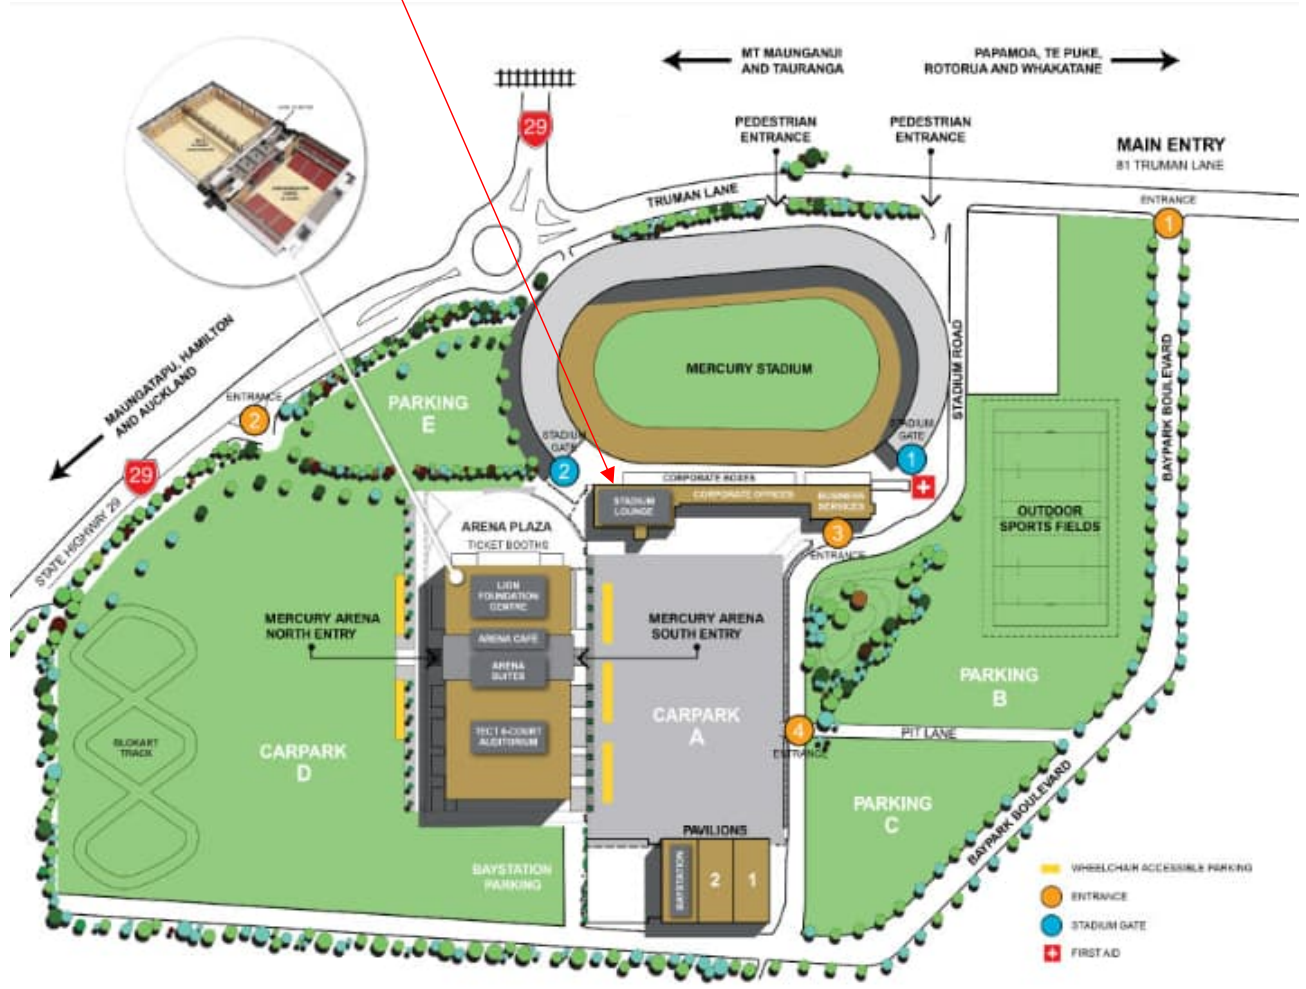 MT MAUNGANUI
AND TAURANGA
PAPAMOA, TE PUKE,
ROTORUA AND WHAKATANE
29
PEDESTRIAN
ENTRANCE
PEDESTRIAN
ENTRANCE
MAIN ENTRY
81 TRUMAN LANE
ENTRANCE
1
TRUMAN LANE
MAUNGATAPU, HAMILTON
AND AUCKLAND
ENTRANCE
2
29
STATE HIGHWAY 29
PARKING
E
MERCURY STADIUM
STADIUM ROAD
BAYPARK BOULEVARD
STADIUM
GATE
2
STADIUM
GATE
1
CORPORATE BOXES
STADIUM
LOUNGE
CORPORATE OFFICES
BUSINESS
SERVICES
3
ENTRANCE
OUTDOOR
SPORTS FIELDS
ARENA PLAZA
TICKET BOOTHS
LION
FOUNDATION
CENTRE
ARENA CAFÉ
ARENA
SUITES
TECT 6-COURT
AUDITORIUM
MERCURY ARENA
NORTH ENTRY
MERCURY ARENA
SOUTH ENTRY
BLOKART
TRACK
CARPARK
D
CARPARK
A
PARKING
B
4
ENTRANCE
PIT LANE
PARKING
C
BAYPARK BOULEVARD
BAYSTATION
PARKING
PAVILIONS
BAYSTATION
2
1
WHEELCHAIR ACCESSIBLE PARKING
ENTRANCE
STADIUM GATE
FIRST AID